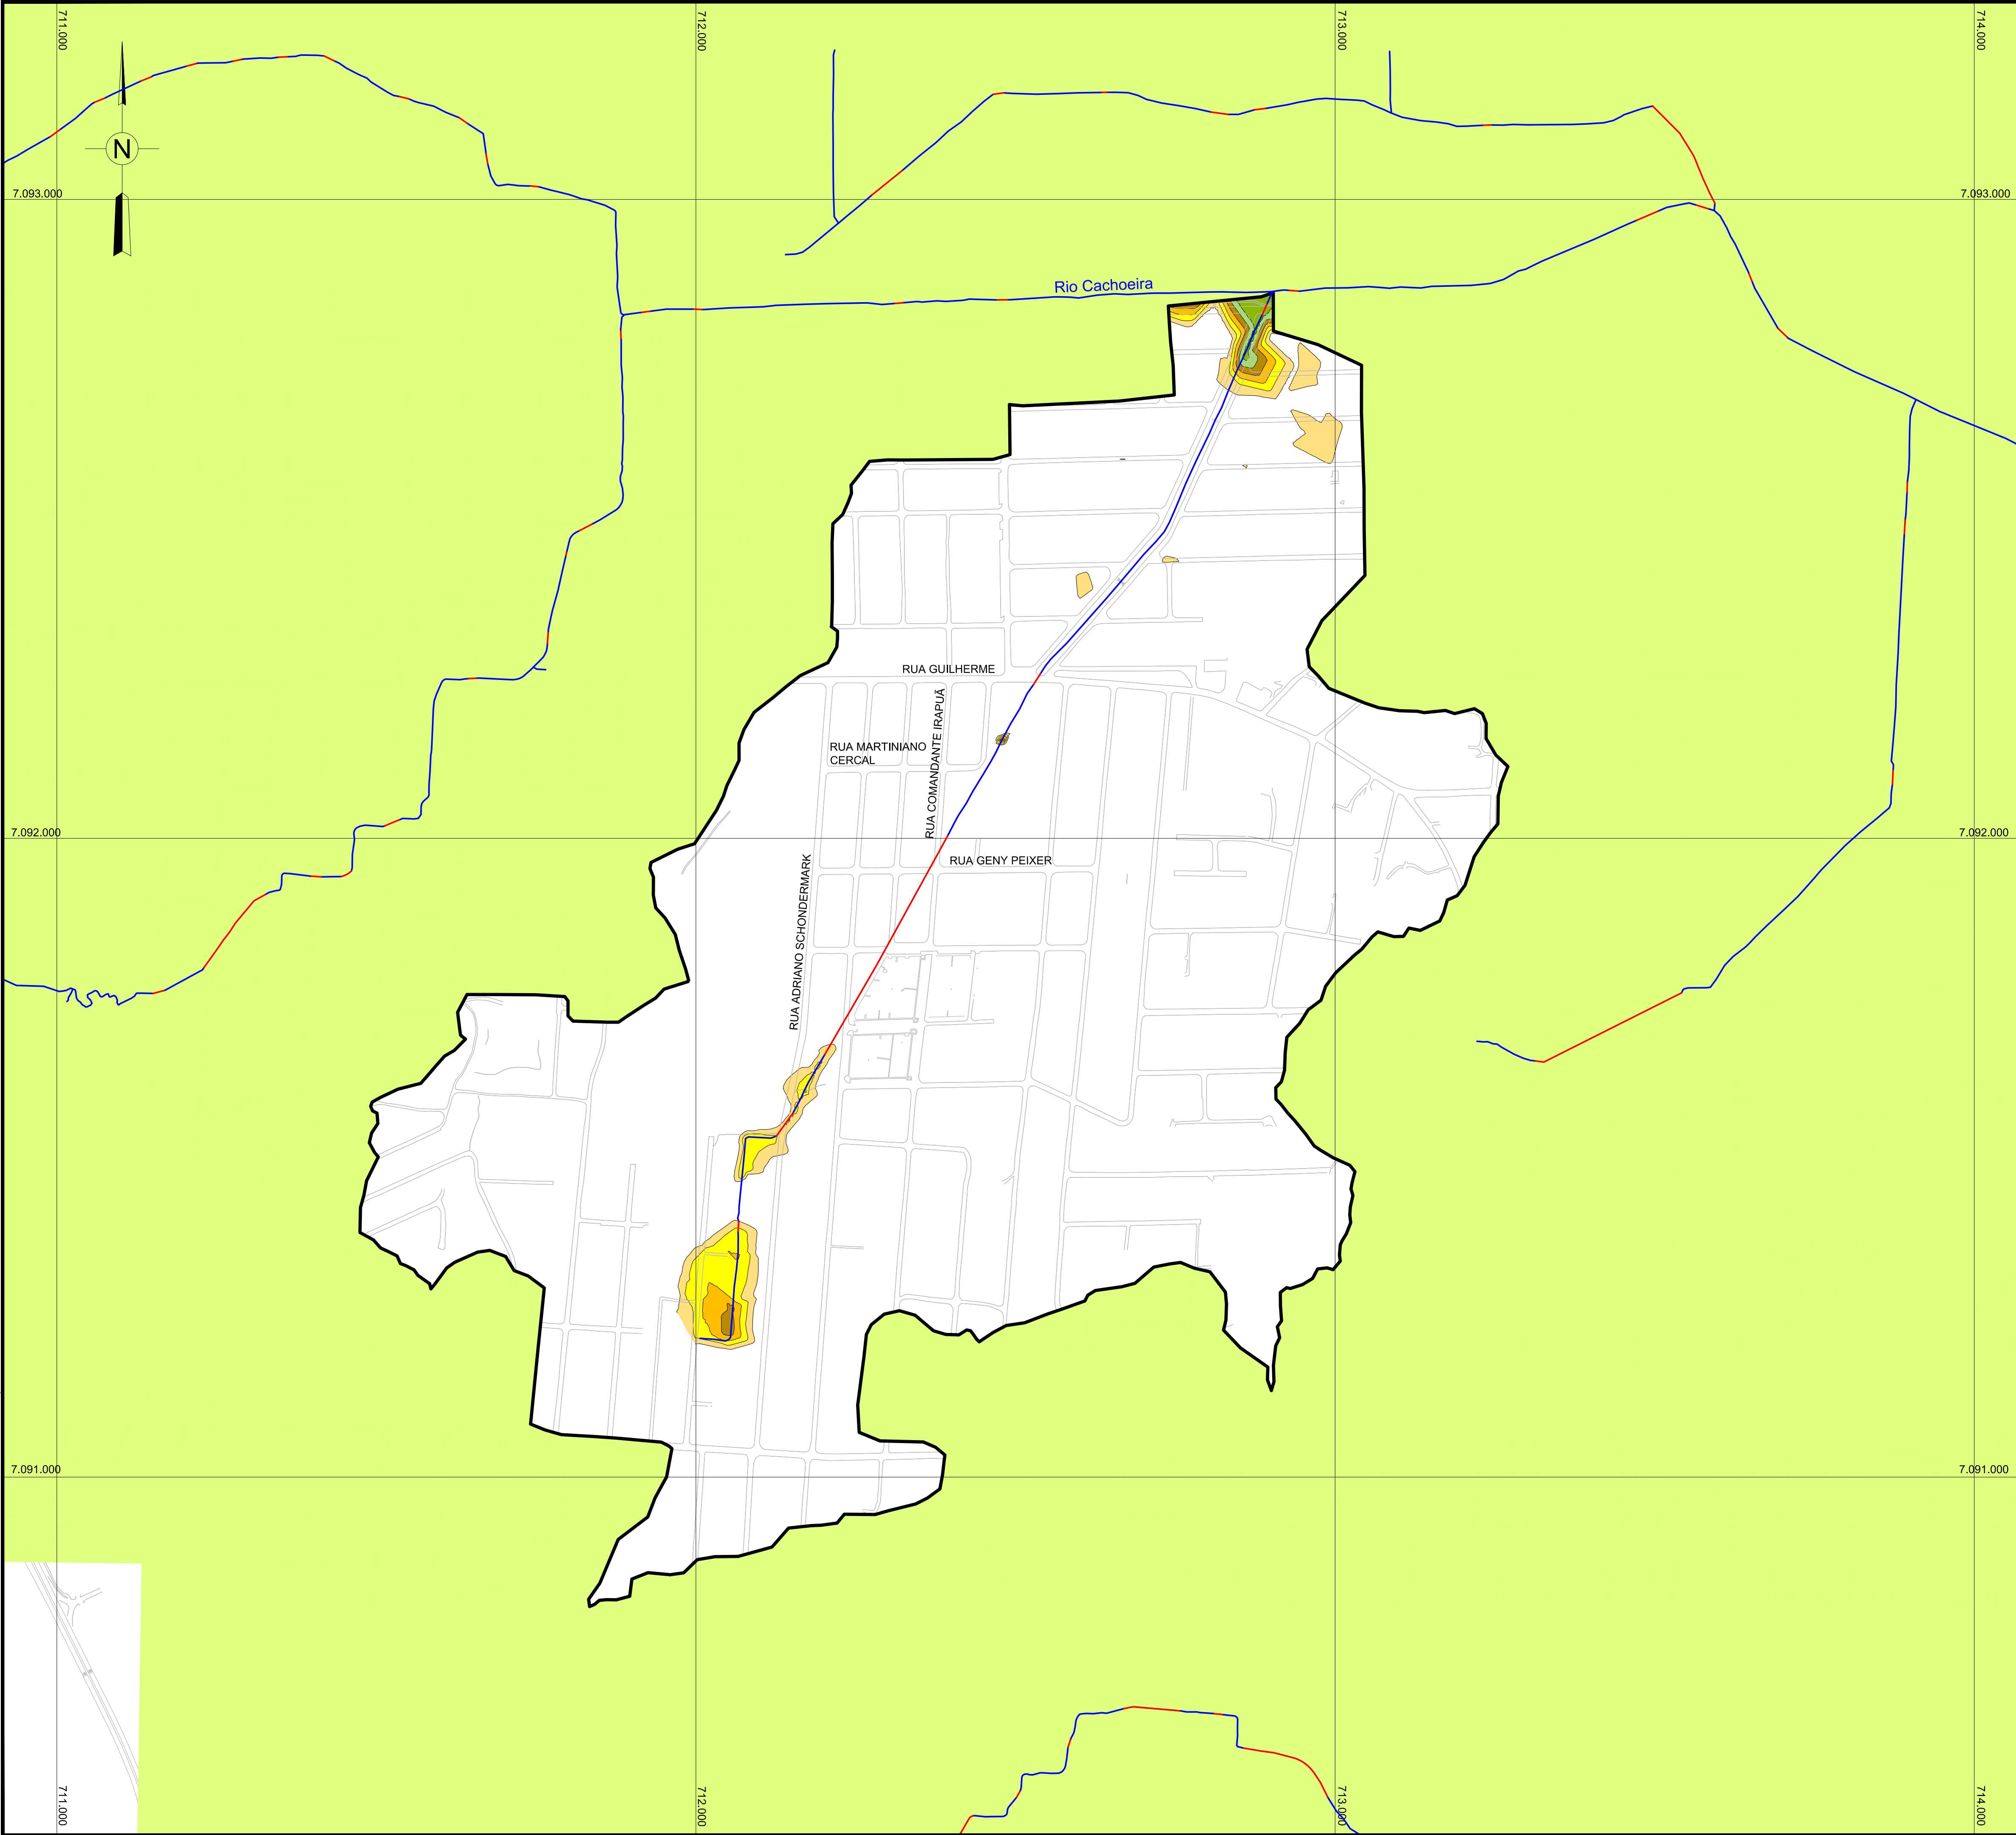 711.000
712.000
713.000
714.000
N
7.093.000
7.093.000
Rio Cachoeira
RUA GUILHERME
RUA COMANDANTE IRAPUÃ
RUA MARTINIANO
CERCAL
7.092.000
7.092.000
RUA GENY PEIXER
RUA ADRIANO SCHONDERMARK
7.091.000
7.091.000
711.000
712.000
713.000
714.000